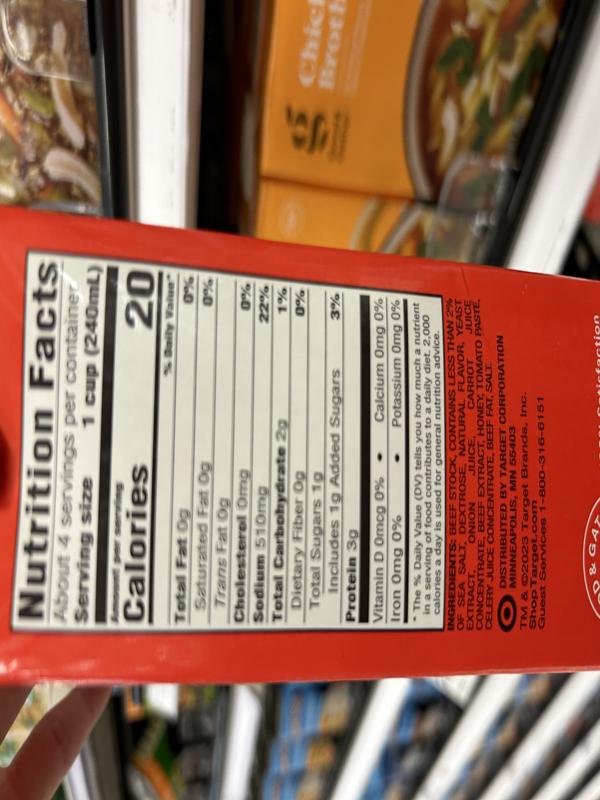 Nutrition Facts
About 4 servings per container
Serving size 1 cup (240mL)
Amount per serving
Calories 20
% Daily Value*
Total Fat 0g 0%
Saturated Fat 0g 0%
Trans Fat 0g
Cholesterol 0mg 0%
Sodium 510mg 22%
Total Carbohydrate 2g 1%
Dietary Fiber 0g 0%
Total Sugars 1g
Includes 1g Added Sugars 3%
Protein 3g
Vitamin D 0mcg 0% • Calcium 0mg 0%
Iron 0mg 0% • Potassium 0mg 0%
* The % Daily Value (DV) tells you how much a nutrient
in a serving of food contributes to a daily diet. 2,000
calories a day is used for general nutrition advice.
INGREDIENTS: BEEF STOCK, CONTAINS LESS THAN 2%
OF SEA SALT, DEXTROSE, NATURAL FLAVOR, YEAST
EXTRACT, ONION JUICE, CARROT JUICE
CONCENTRATE, BEEF EXTRACT, HONEY, TOMATO PASTE,
CELERY JUICE CONCENTRATE, BEEF FAT, SALT.
DISTRIBUTED BY TARGET CORPORATION
MINNEAPOLIS, MN 55403
TM & ©2023 Target Brands, Inc.
Shop Target.com
Guest Services 1-800-316-6151
Broth